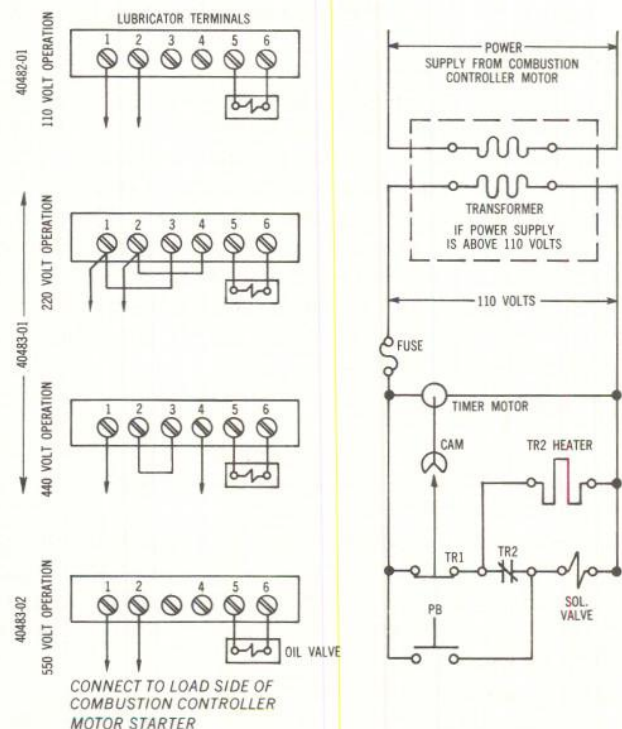 LUBRICATOR TERMINALS
40482-01
110 VOLT OPERATION
1 2 3 4 5 6
40483-01
220 VOLT OPERATION
1 2 3 4 5 6
440 VOLT OPERATION
1 2 3 4 5 6
40483-02
550 VOLT OPERATION
1 2 3 4 5 6
OIL VALVE
CONNECT TO LOAD SIDE OF
COMBUSTION CONTROLLER
MOTOR STARTER
POWER
SUPPLY FROM COMBUSTION
CONTROLLER MOTOR
TRANSFORMER
IF POWER SUPPLY
IS ABOVE 110 VOLTS
110 VOLTS
FUSE
TIMER MOTOR
CAM
TR2 HEATER
TR1
TR2
SOL.
VALVE
PB